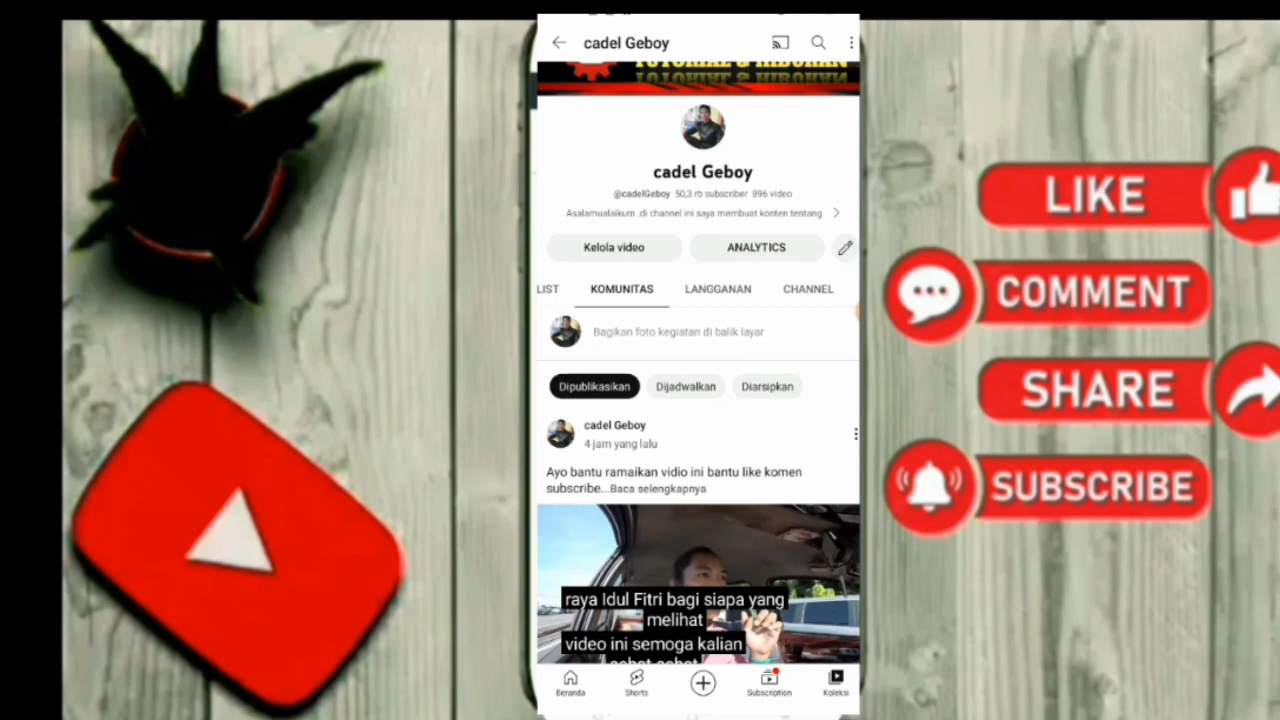 cadel Geboy
TUTORIAL & HIBURAN
cadel Geboy
@cadelGeboy 50,3 rb subscriber 896 video
Asalamualaikum .di channel ini saya membuat konten tentang
Kelola video
ANALYTICS
LIST
KOMUNITAS
LANGGANAN
CHANNEL
Bagikan foto kegiatan di balik layar
Dipublikasikan
Dijadwalkan
Diarsipkan
cadel Geboy
4 jam yang lalu
Ayo bantu ramaikan vidio ini bantu like komen
subscribe...Baca selengkapnya
raya Idul Fitri bagi siapa yang
melihat
video ini semoga kalian
Beranda
Shorts
Subscription
Koleksi
LIKE
COMMENT
SHARE
SUBSCRIBE